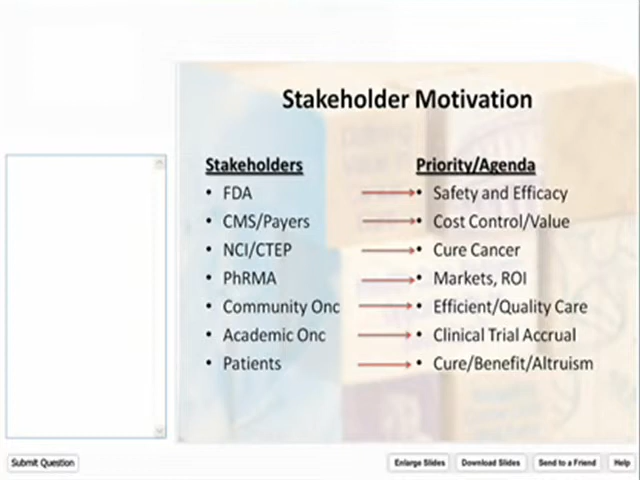 Stakeholder Motivation
Stakeholders Priority/Agenda
• FDA • Safety and Efficacy
• CMS/Payers • Cost Control/Value
• NCI/CTEP • Cure Cancer
• PhRMA • Markets, ROI
• Community Onc • Efficient/Quality Care
• Academic Onc • Clinical Trial Accrual
• Patients • Cure/Benefit/Altruism
Submit Question Enlarge Slides Download Slides Send to a Friend Help